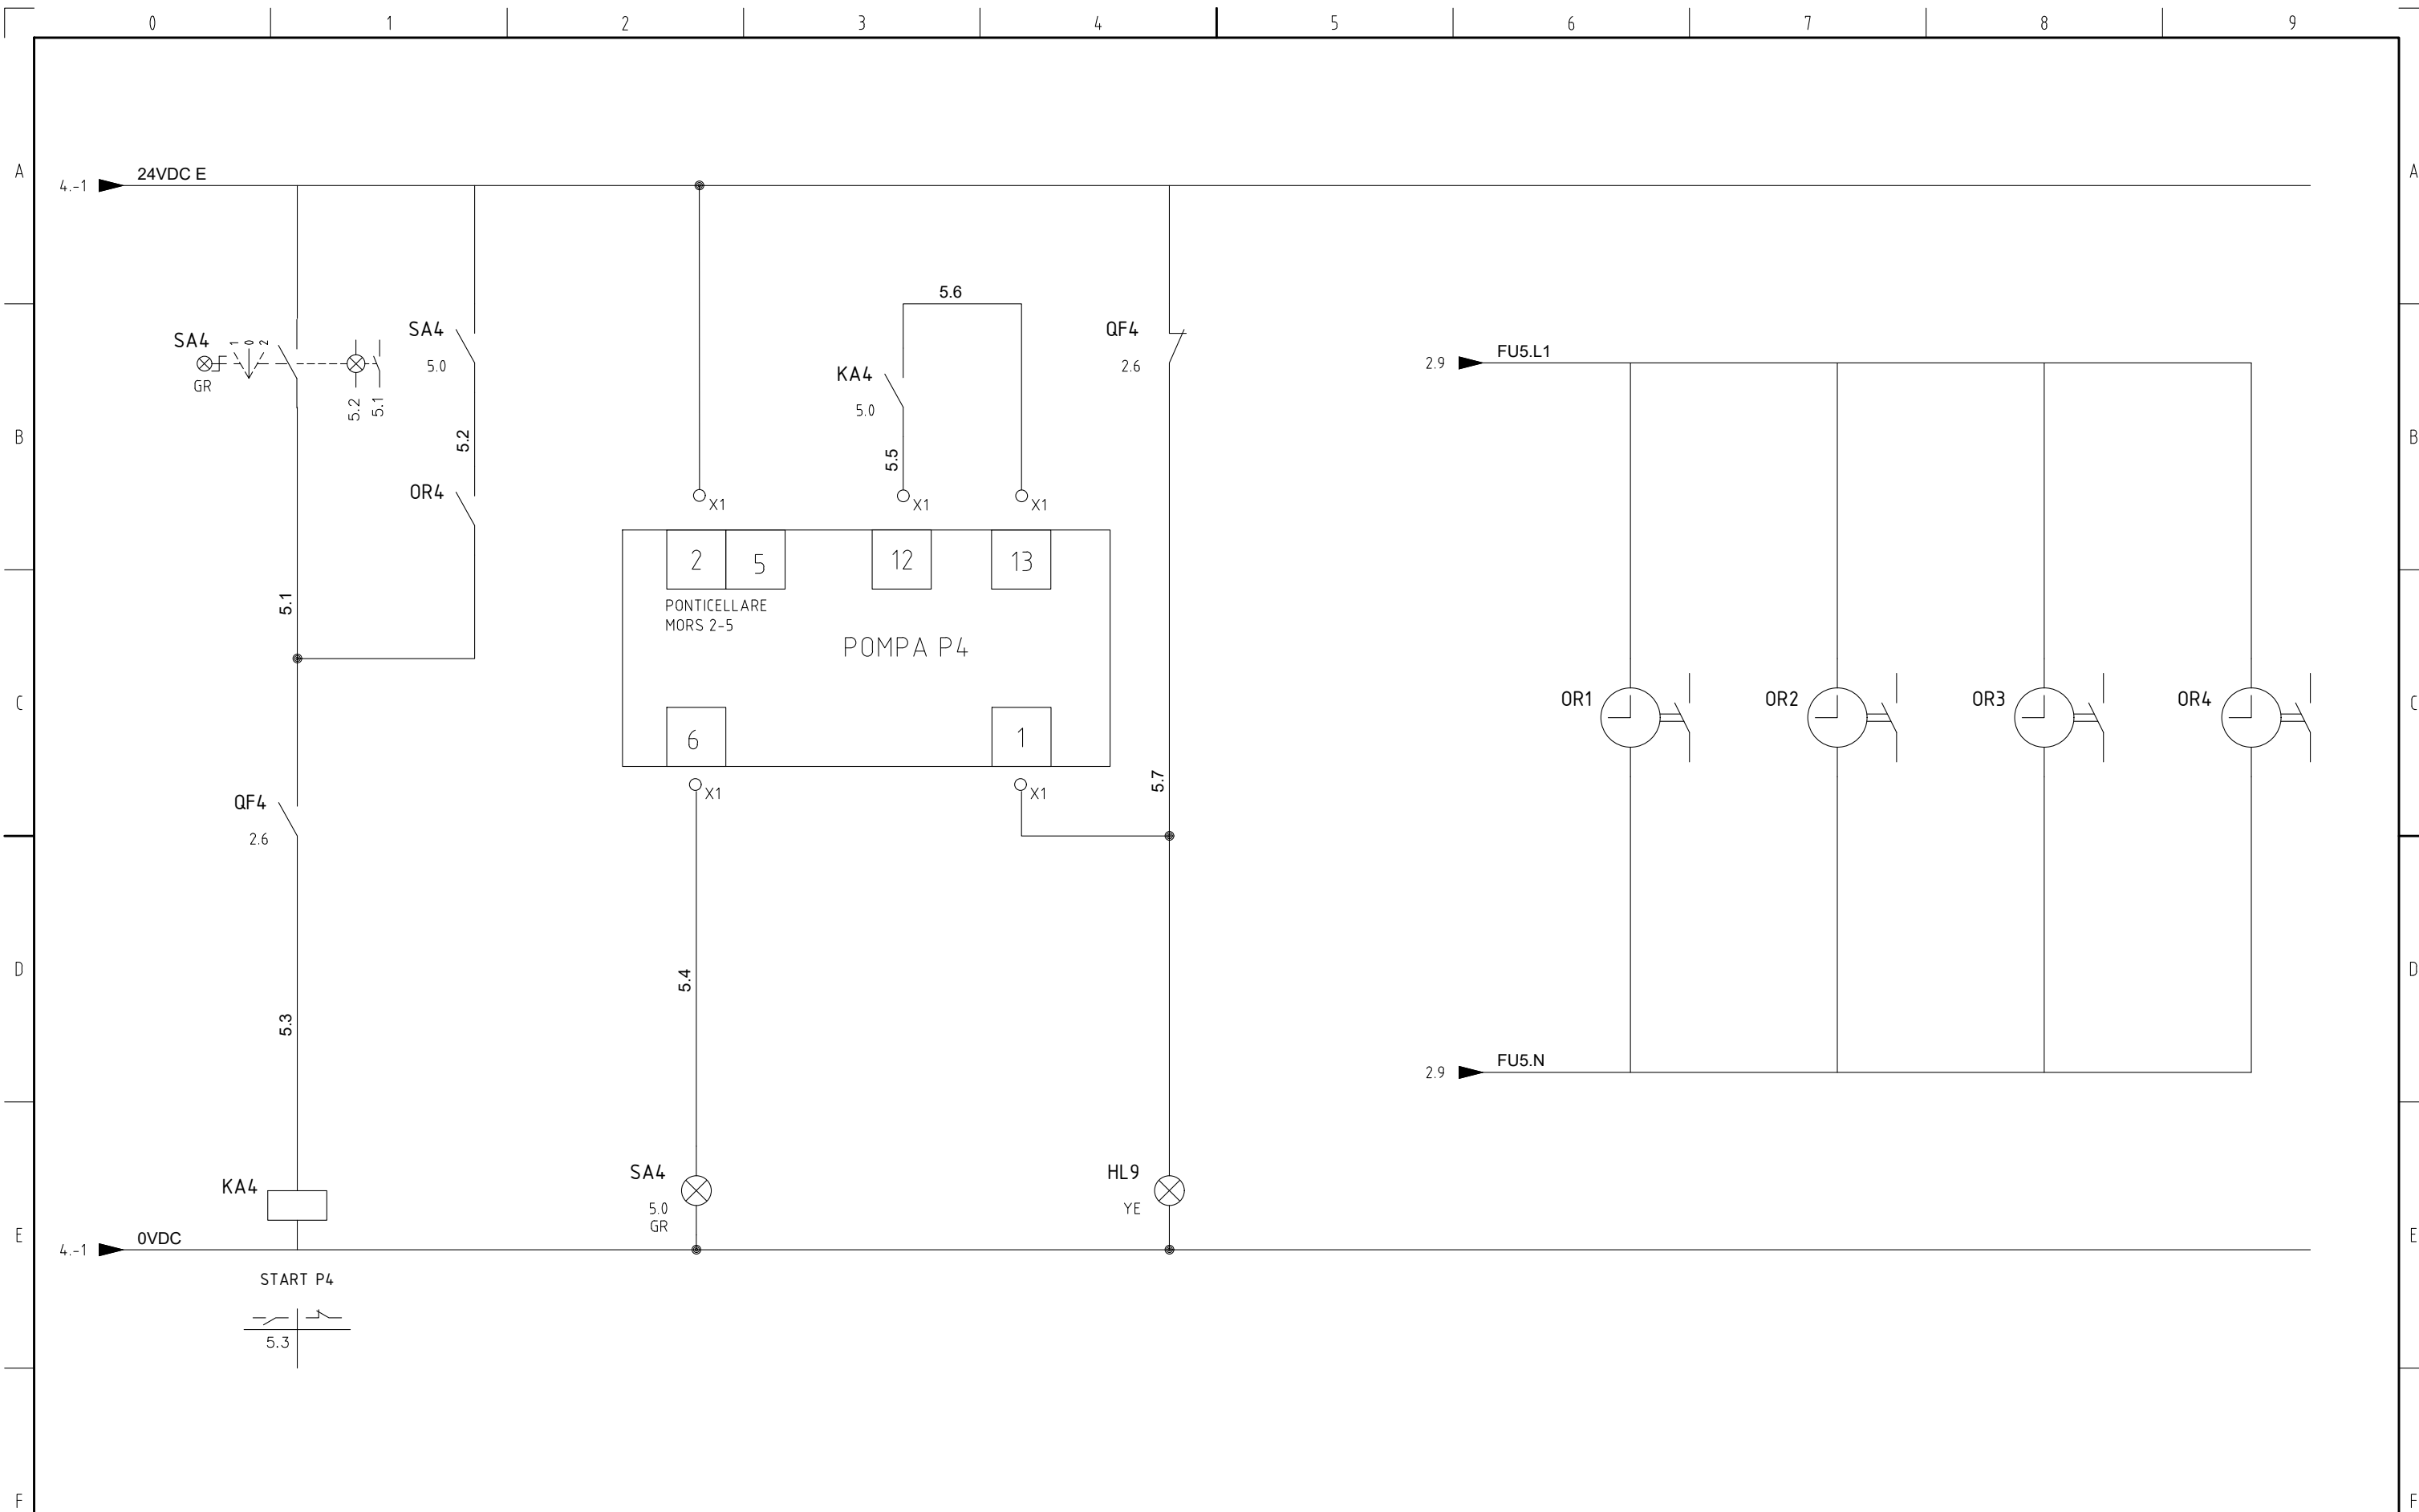 0 1 2 3 4 5 6 7 8 9
A A
4.-1 24VDC E
5.6
SA4 1 0 2
GR
5.2 5.1
SA4
5.0
QF4
2.6
2.9 FU5.L1
KA4
5.0
B B
5.2
5.5
OR4
X1 X1 X1
2 5 12 13
PONTICELLARE
MORS 2-5
5.1
POMPA P4
C C
OR1 OR2 OR3 OR4
6 1
X1 X1
5.7
QF4
2.6
D D
5.4
5.3
2.9 FU5.N
SA4
5.0
GR
HL9
YE
KA4
E E
4.-1 0VDC
START P4
5.3
F F